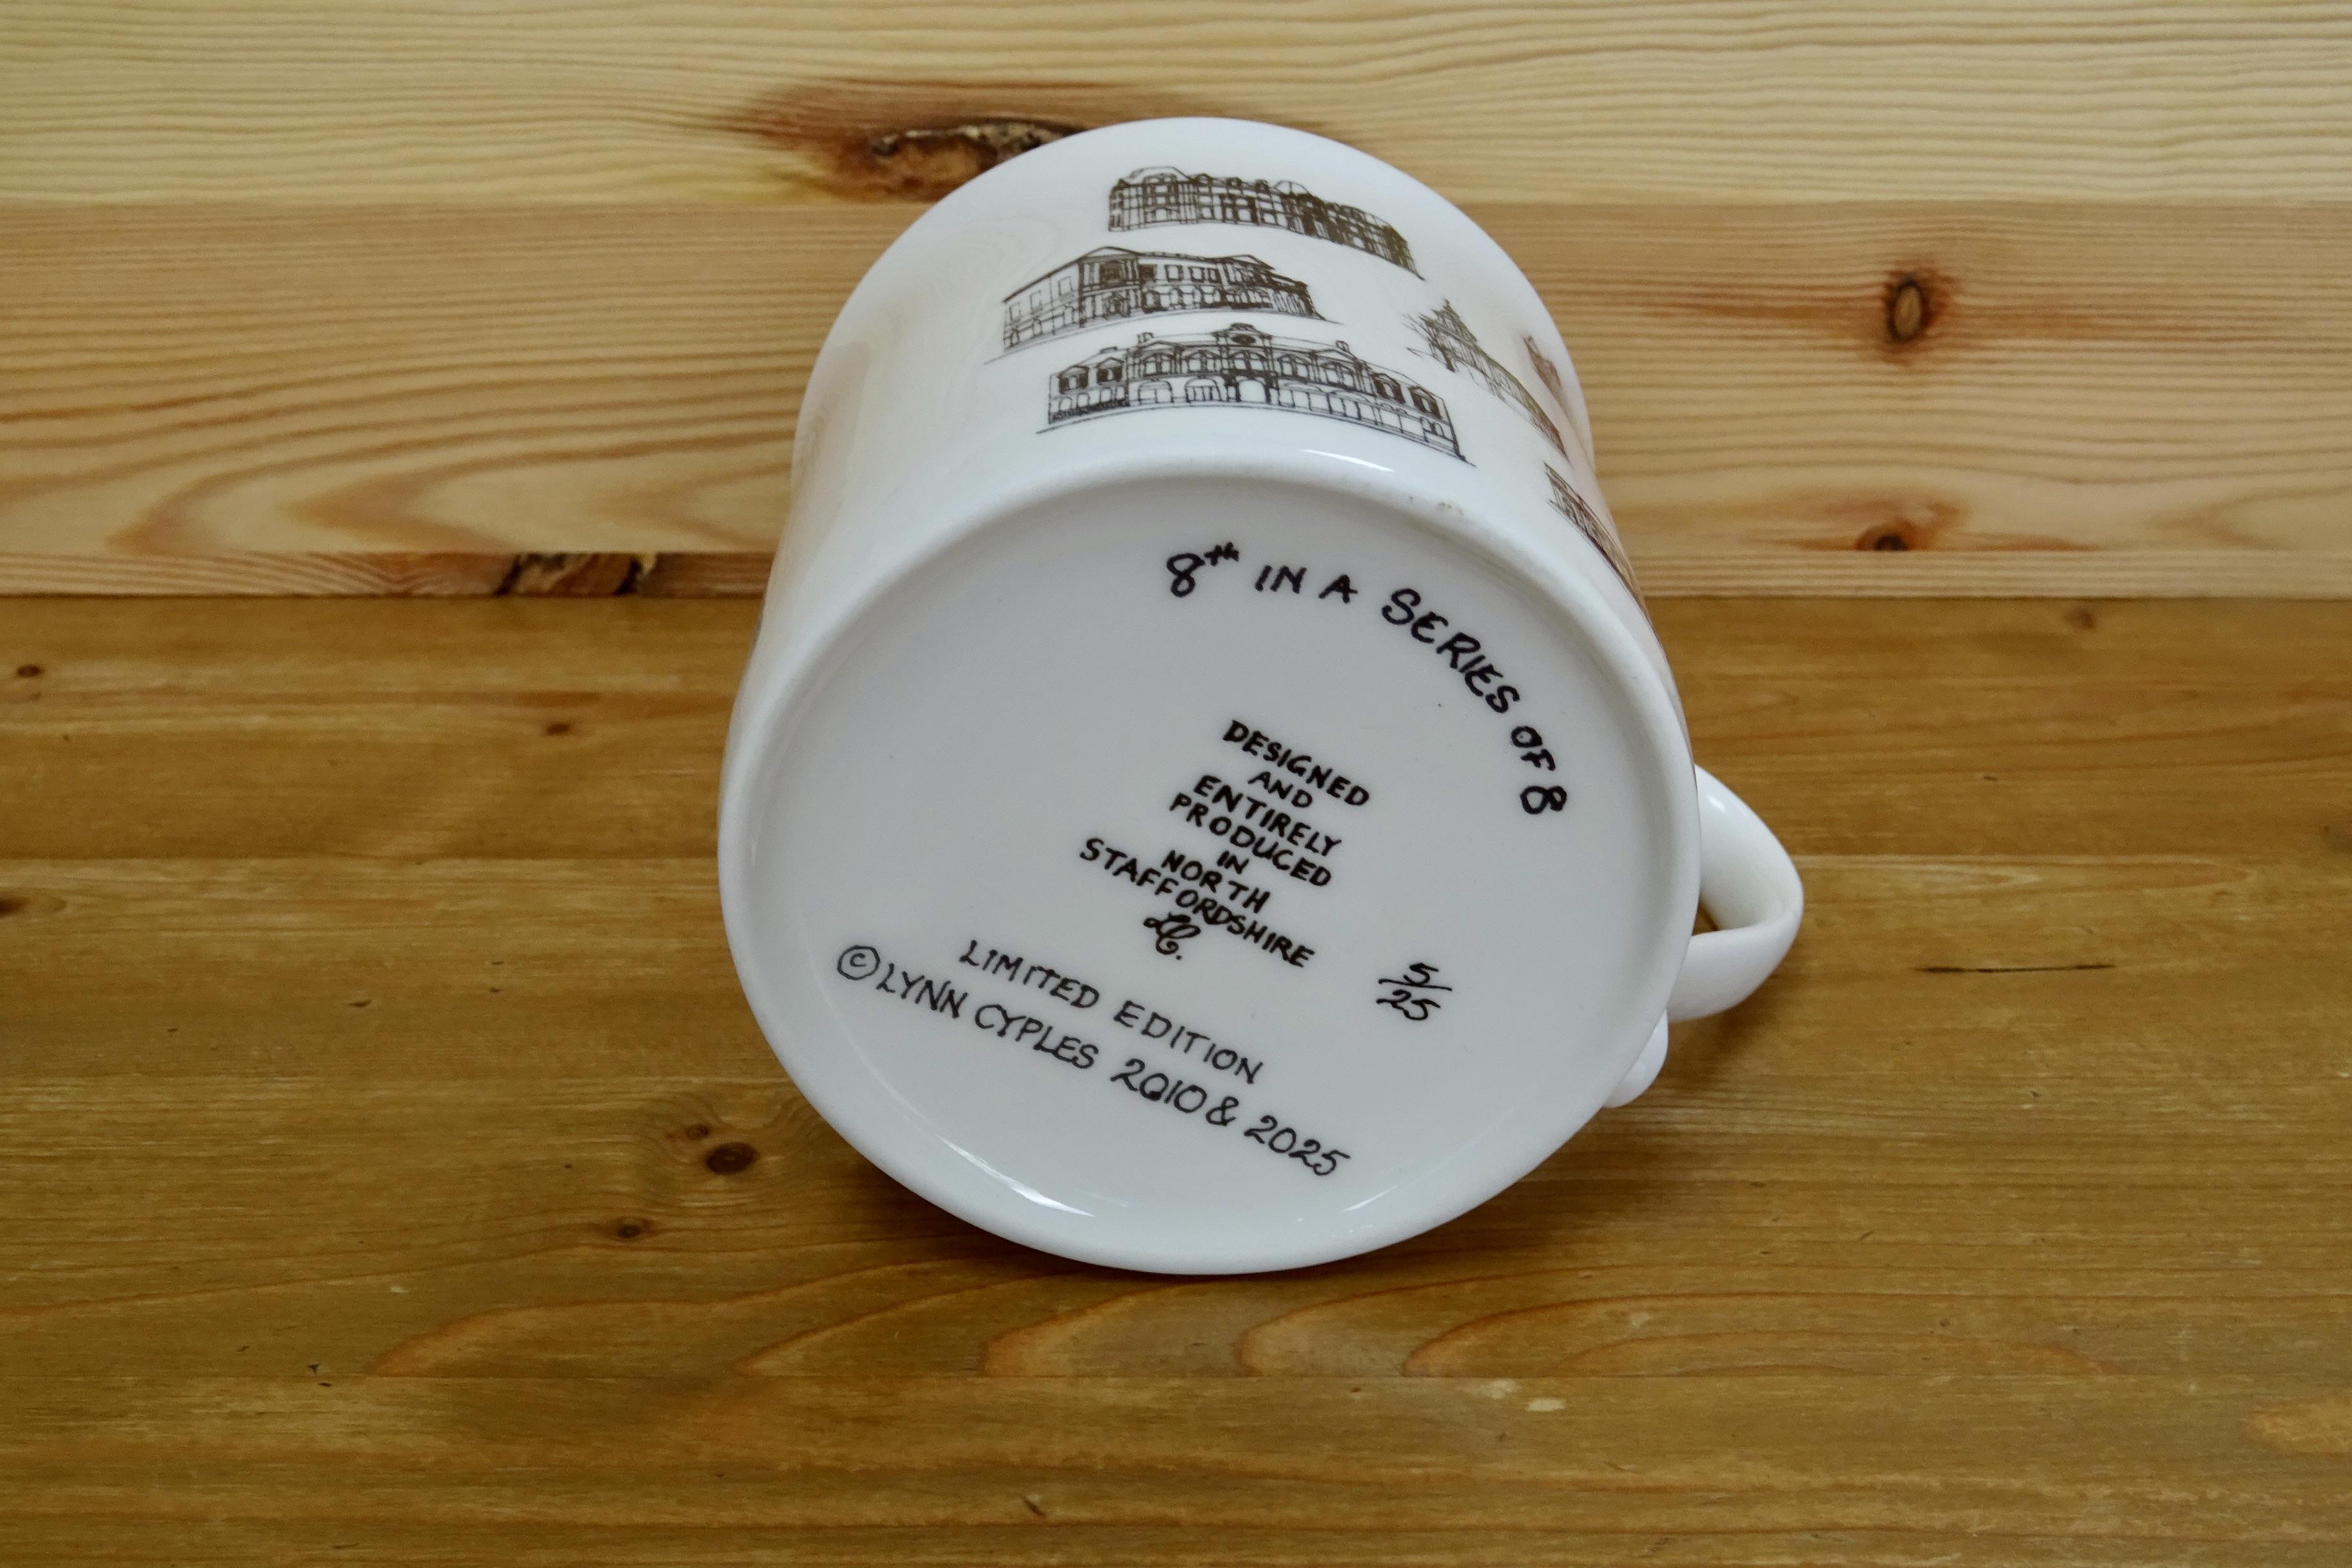 8th IN A SERIES OF 8
DESIGNED
AND
ENTIRELY
PRODUCED
IN
NORTH
STAFFORDSHIRE
LC.
5/25
LIMITED EDITION
© LYNN CYPLES 2010 & 2025